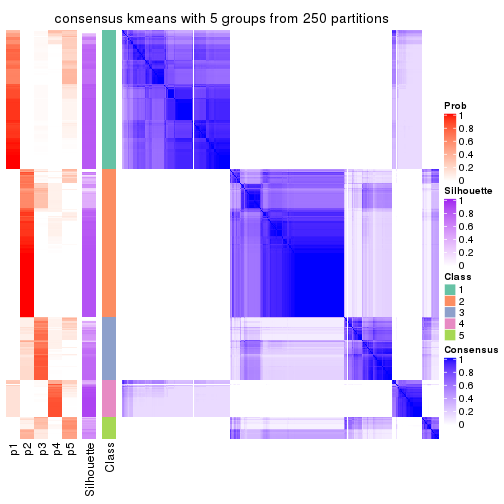 consensus kmeans with 5 groups from 250 partitions
Prob
1
0.8
0.6
0.4
0.2
0
Silhouette
1
0.8
0.6
0.4
0.2
0
Class
1
2
3
4
5
Consensus
1
0.8
0.6
0.4
0.2
0
p1
p2
p3
p4
p5
Silhouette
Class